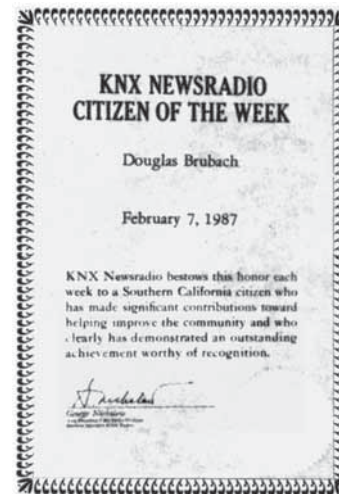 KNX NEWSRADIO
CITIZEN OF THE WEEK
Douglas Brubach
February 7, 1987
KNX Newsradio bestows this honor each
week to a Southern California citizen who
has made significant contributions toward
helping improve the community and who
clearly has demonstrated an outstanding
achievement worthy of recognition.
George Nicholaw